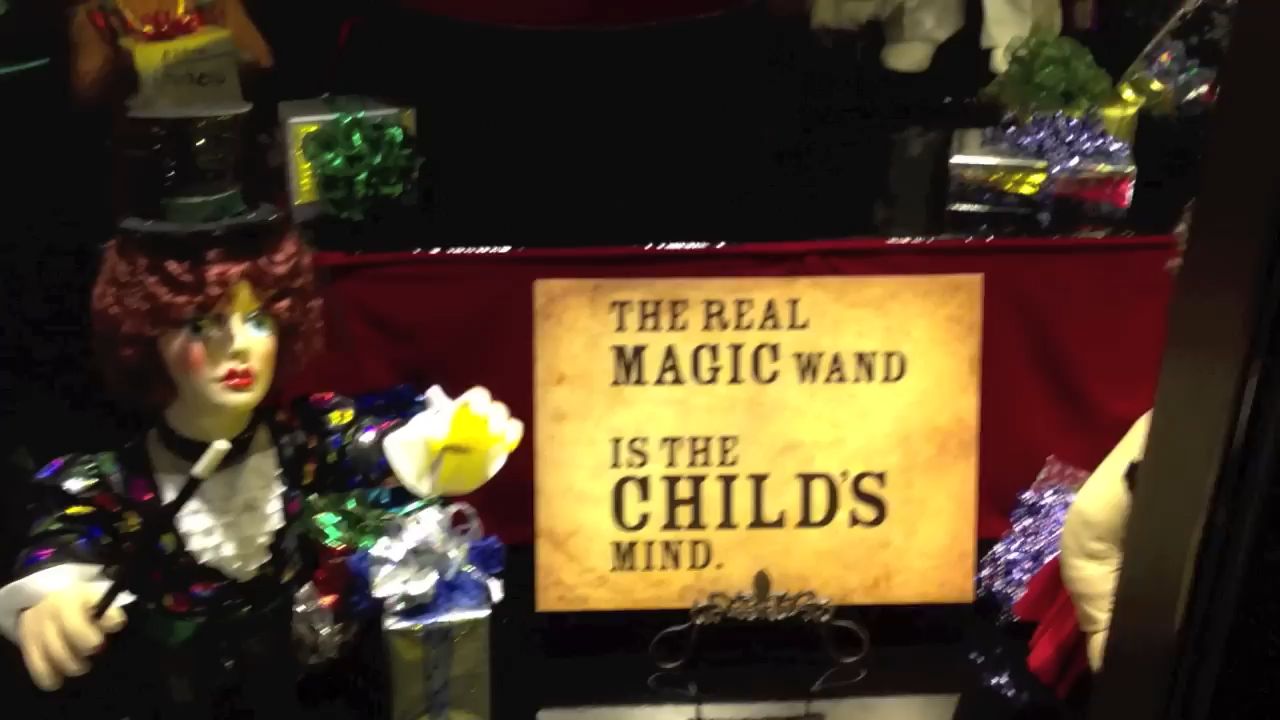 THE REAL
MAGIC WAND
IS THE
CHILD'S
MIND.